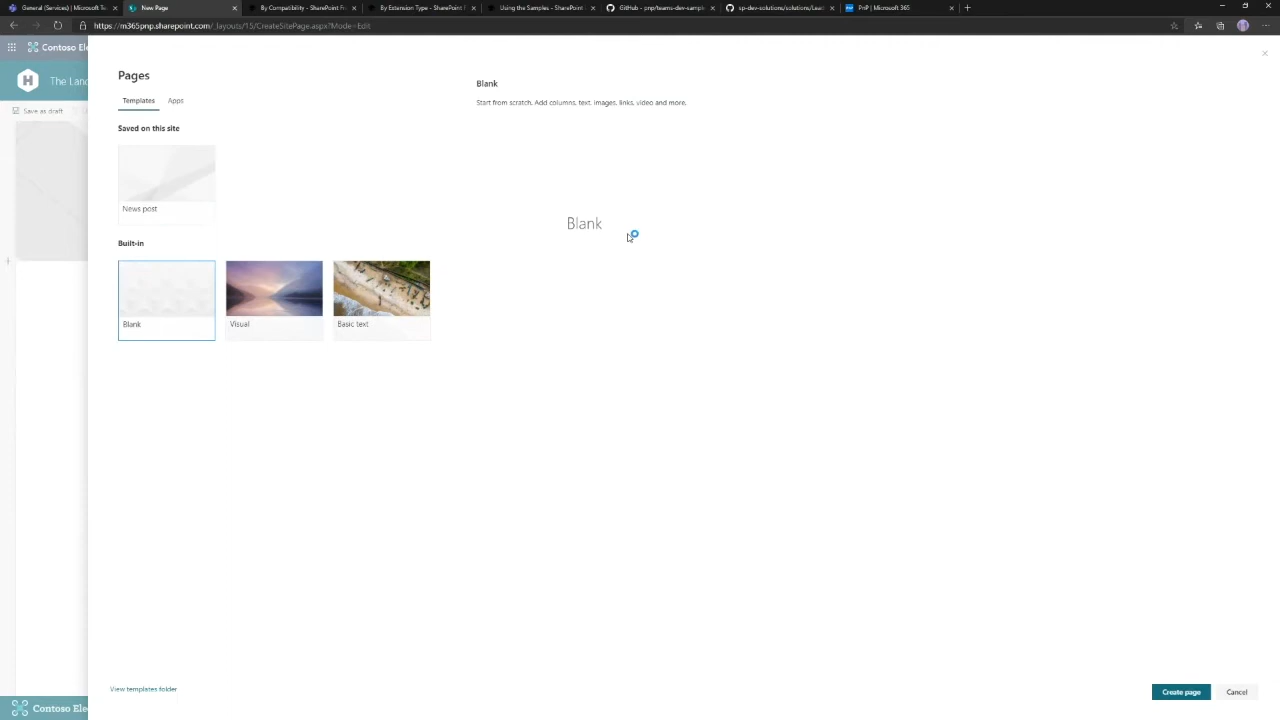 General (Services) | Microsoft Te
New Page
By Compatibility - SharePoint Fr
By Extension Type - SharePoint F
Using the Samples - SharePoint
GitHub - pnp/teams-dev-sample
sp-dev-solutions/solutions/Lead
PnP | Microsoft 365
https://m365pnp.sharepoint.com/_layouts/15/CreateSitePage.aspx?Mode=Edit
Contoso Ele
The Land
Save as draft
Pages
Templates
Apps
Saved on this site
News post
Built-in
Blank
Visual
Basic text
Blank
Start from scratch. Add columns, text, images, links, video and more.
Blank
View templates folder
Create page
Cancel
Contoso Ele